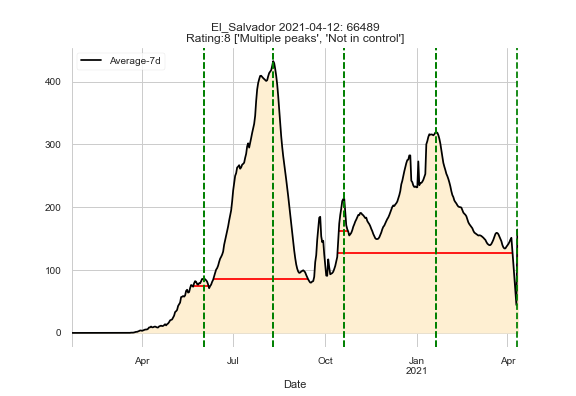 El_Salvador 2021-04-12: 66489
Rating:8 ['Multiple peaks', 'Not in control']
Average-7d
400
300
200
100
0
Apr
Jul
Oct
Jan
2021
Apr
Date